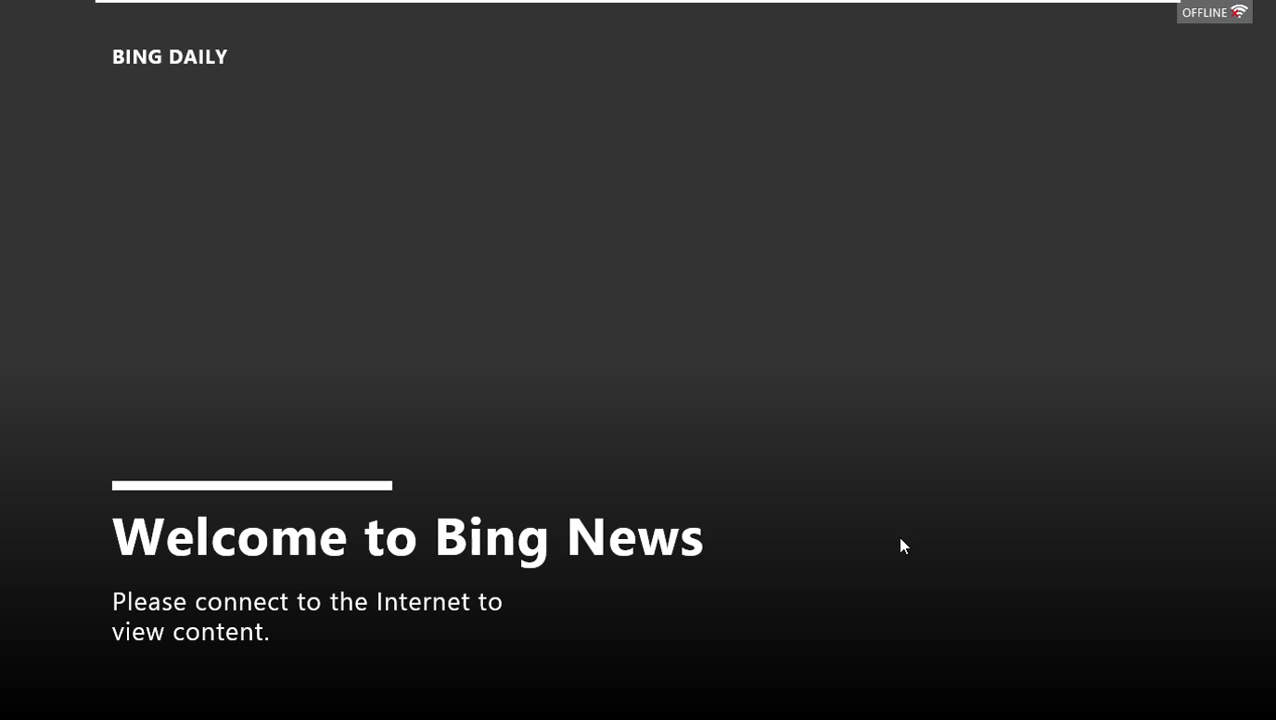 OFFLINE
BING DAILY
Welcome to Bing News
Please connect to the Internet to
view content.